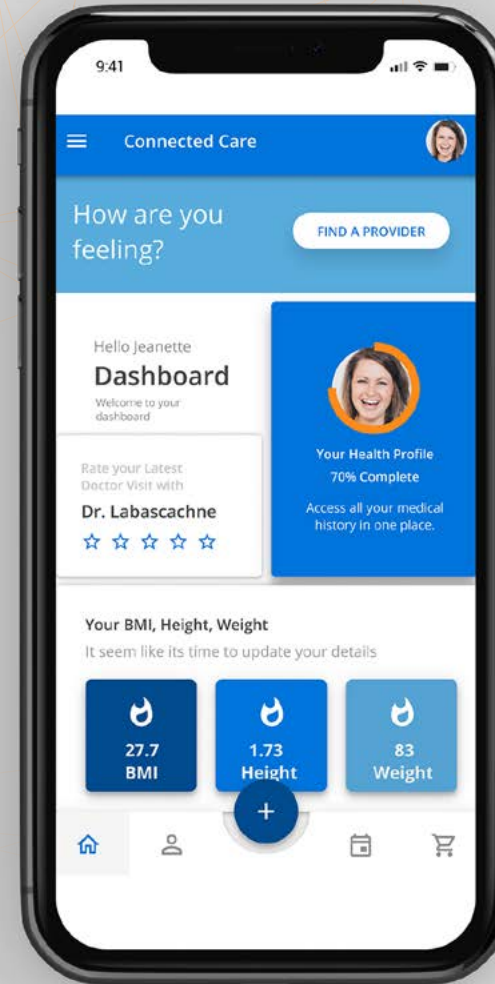 9:41
Connected Care
How are you
feeling?
FIND A PROVIDER
Hello Jeanette
Dashboard
Welcome to your
dashboard
Rate your Latest
Doctor Visit with
Dr. Labascachne
Your Health Profile
70% Complete
Access all your medical
history in one place.
Your BMI, Height, Weight
It seem like its time to update your details
27.7
BMI
1.73
Height
83
Weight
+